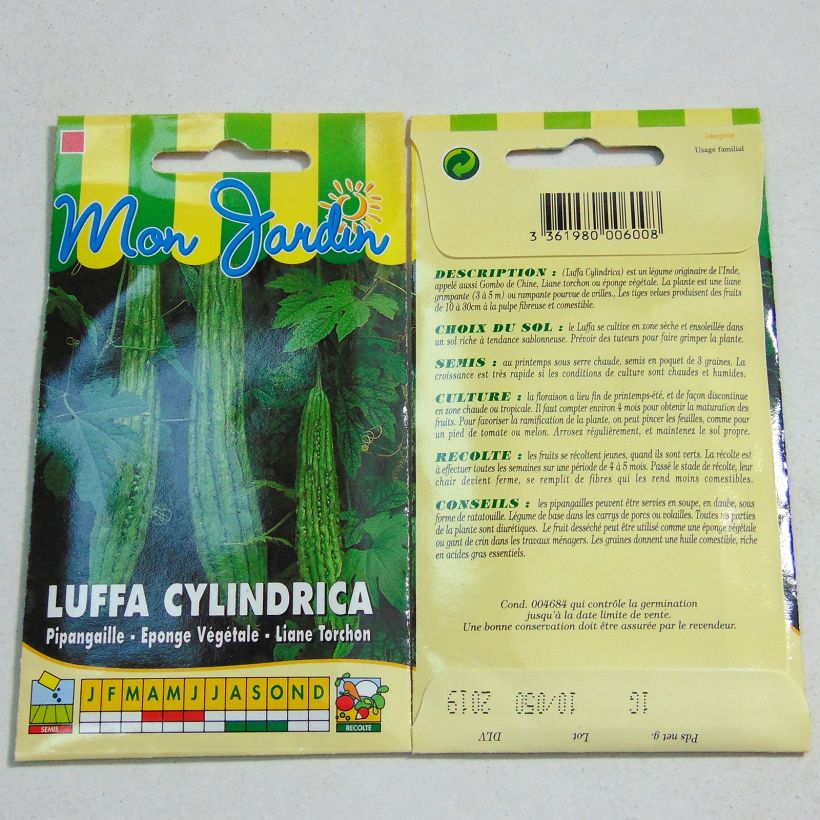 Mon Jardin
LUFFA CYLINDRICA
Pipangaille - Eponge Végétale - Liane Torchon
J F M A M J J A S O N D
SEMIS
RECOLTE
Usage familial
3 361980 006008
DESCRIPTION : (Luffa Cylindrica) est un légume originaire de l'Inde,
appelé aussi Gombo de Chine, Liane torchon ou éponge végétale. La plante est une liane
grimpante (3 à 5 m) ou rampante pourvue de vrilles., Les tiges velues produisent des fruits
de 10 à 30cm à la pulpe fibreuse et comestible.
CHOIX DU SOL : le Luffa se cultive en zone sèche et ensoleillée dans
un sol riche à tendance sablonneuse. Prévoir des tuteurs pour faire grimper la plante.
SEMIS : au printemps sous serre chaude, semis en poquet de 3 graines. La
croissance est très rapide si les conditions de culture sont chaudes et humides.
CULTURE : la floraison a lieu fin de printemps-été, et de façon discontinue
en zone chaude ou tropicale. Il faut compter environ 4 mois pour obtenir la maturation des
fruits. Pour favoriser la ramification de la plante, on peut pincer les feuilles, comme pour
un pied de tomate ou melon. Arrosez régulièrement, et maintenez le sol propre.
RECOLTE : les fruits se récoltent jeunes, quand ils sont verts. La récolte est
à effectuer toutes les semaines sur une période de 4 à 5 mois. Passé le stade de récolte, leur
chair devient ferme, se remplit de fibres qui les rend moins comestibles.
CONSEILS : les pipangailles peuvent être servies en soupe, en daube, sous
forme de ratatouille. Légume de base dans les carrys de porcs ou volailles. Toutes les parties
de la plante sont diurétiques. Le fruit desséché peut être utilisé comme une éponge végétale
ou gant de crin dans les travaux ménagers. Les graines donnent une huile comestible, riche
en acides gras essentiels.
Cond. 004684 qui contrôle la germination
jusqu'à la date limite de vente.
Une bonne conservation doit être assurée par le revendeur.
Pds net g. Lot DLV
1G 10/050 2019